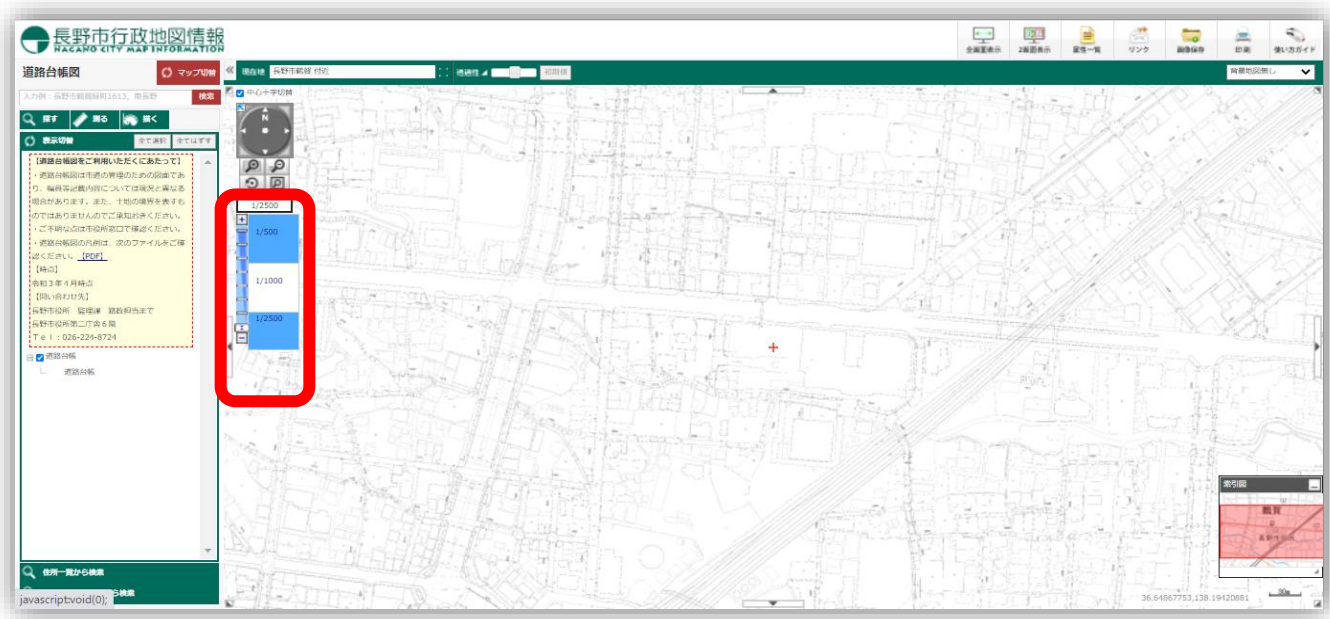 長野市行政地図情報
NAGANO CITY MAP INFORMATION
全画面表示
2画面表示
属性一覧
リンク
画像保存
印刷
使い方ガイド
道路台帳図
マップ切替
現在地
長野市鶴賀 付近
透過性
初期値
背景地図無し
入力例：長野市鶴賀緑町1613、南長野
検索
中心十字切替
探す
測る
描く
表示切替
全て選択
全てはずす
【道路台帳図をご利用いただくにあたって】
・道路台帳図は市道の管理のための図面であ
り、幅員等記載内容については現況と異なる
場合があります。また、土地の境界を表すも
のではありませんのでご承知おきください。
・ご不明な点は市役所窓口で確認ください。
・道路台帳図の凡例は、次のファイルをご確
認ください。【PDF】
【時点】
令和3年4月時点
【問い合わせ先】
長野市役所 監理課 路政担当まで
長野市役所第二庁舎6階
Ｔｅｌ：026-224-8724
道路台帳
道路台帳
N
1/2500
1/500
1/1000
1/2500
索引図
鶴賀
住所一覧から検索
から検索
javascript:void(0);
36.64867753,138.19420881